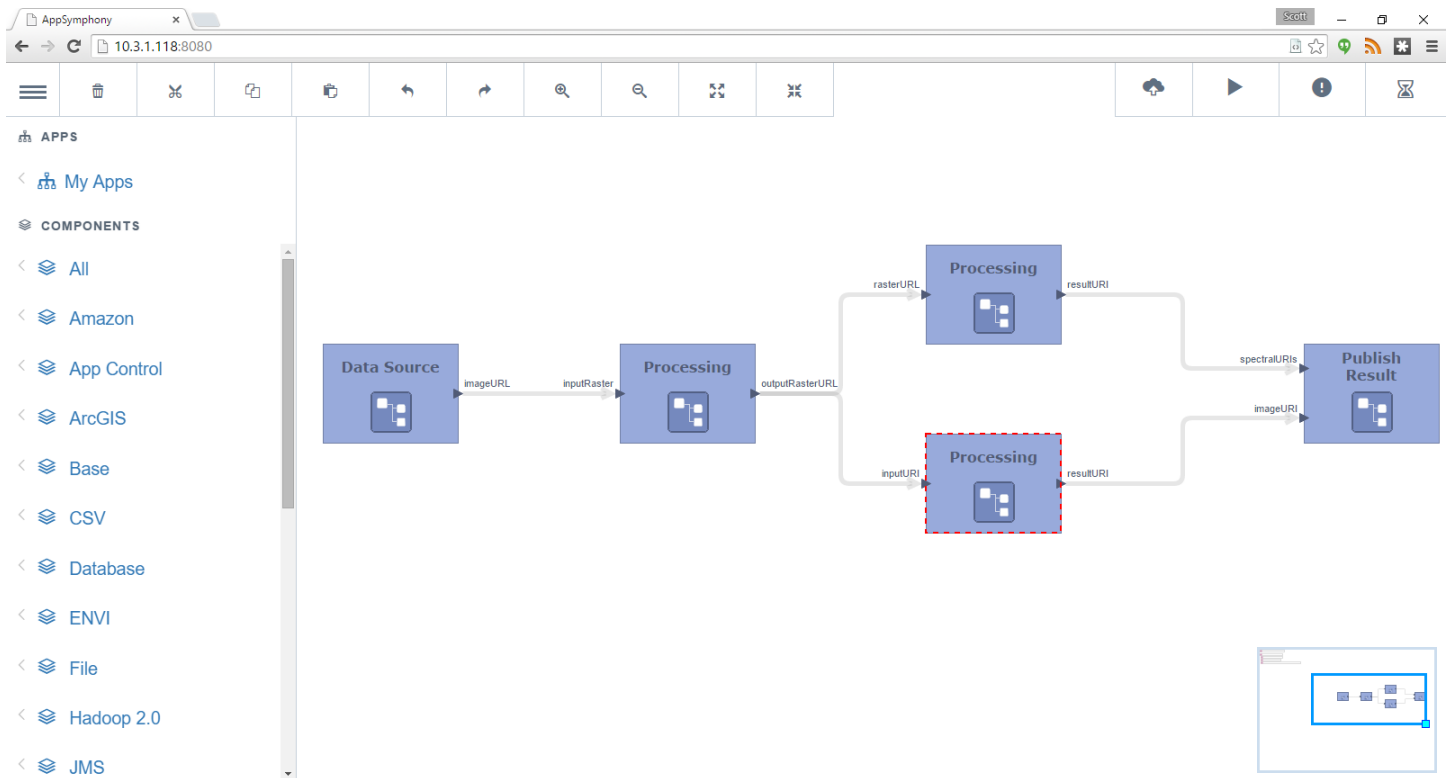 AppSymphony
Scott
10.3.1.118:8080
APPS
My Apps
COMPONENTS
All
Amazon
App Control
ArcGIS
Base
CSV
Database
ENVI
File
Hadoop 2.0
JMS
Processing
rasterURL
resultURI
Data Source
imageURL
inputRaster
Processing
outputRasterURL
spectralURIs
Publish
Result
imageURI
Processing
inputURI
resultURI